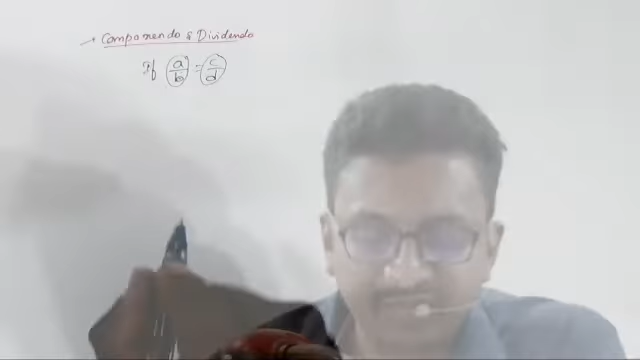 → Componendo & Dividendo
If a/b = c/d